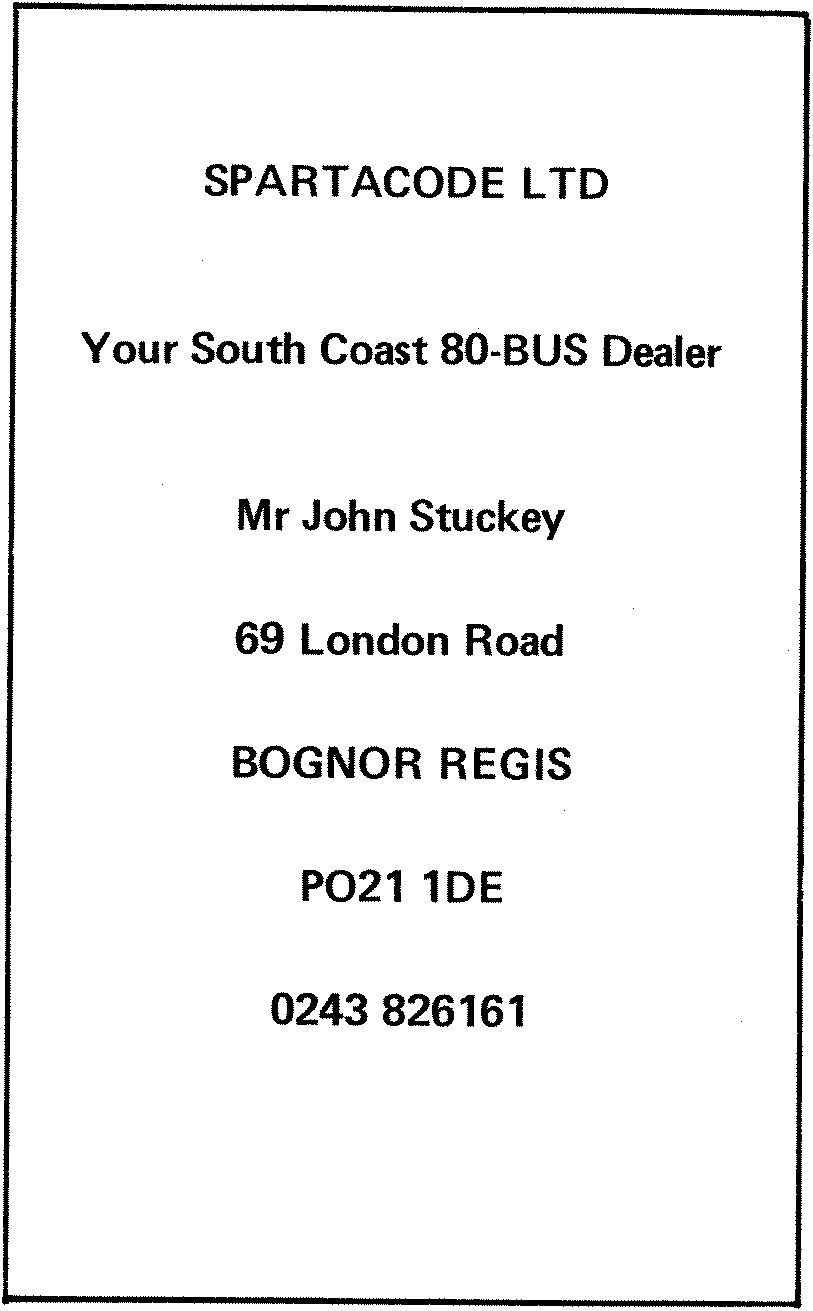 SPARTACODE LTD
Your South Coast 80-BUS Dealer
Mr John Stuckey
69 London Road
BOGNOR REGIS
PO21 1DE
0243 826161